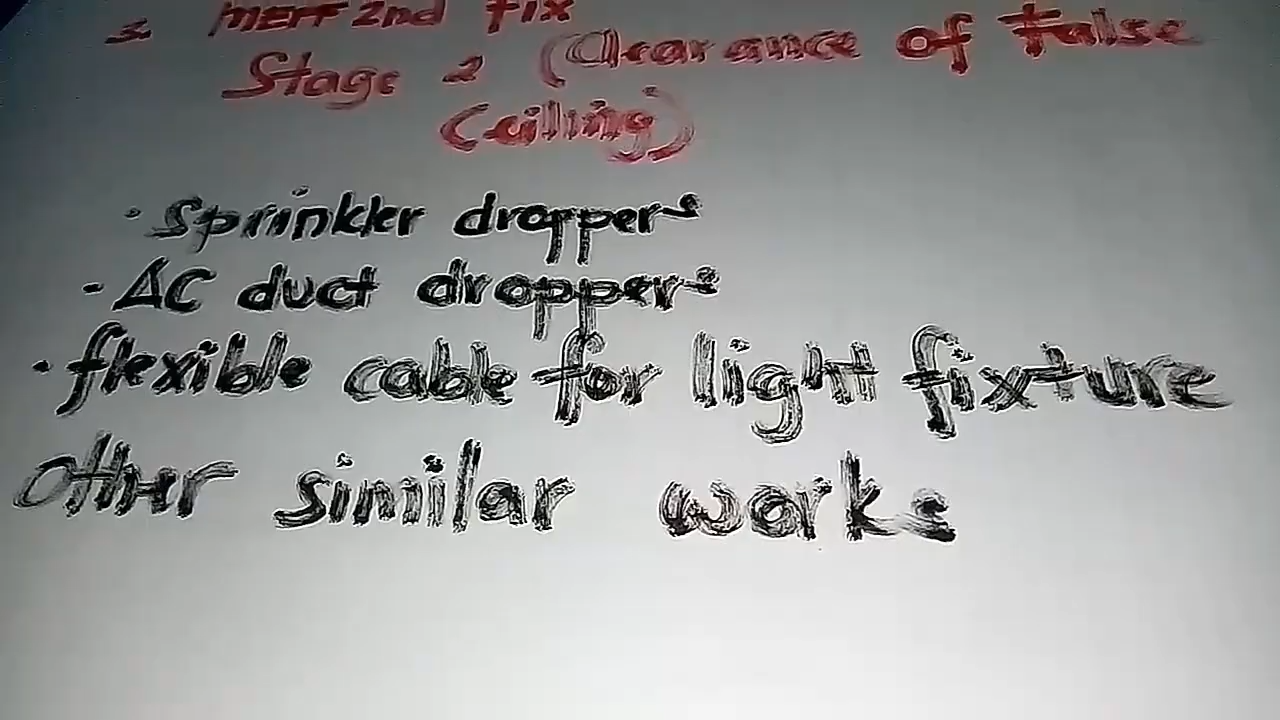 3 MEPF 2nd fix
Stage 2 (Clearance of false
Ceiling)
· Sprinkler droppers
- AC duct droppers
· flexible cable for light fixture
other similar works